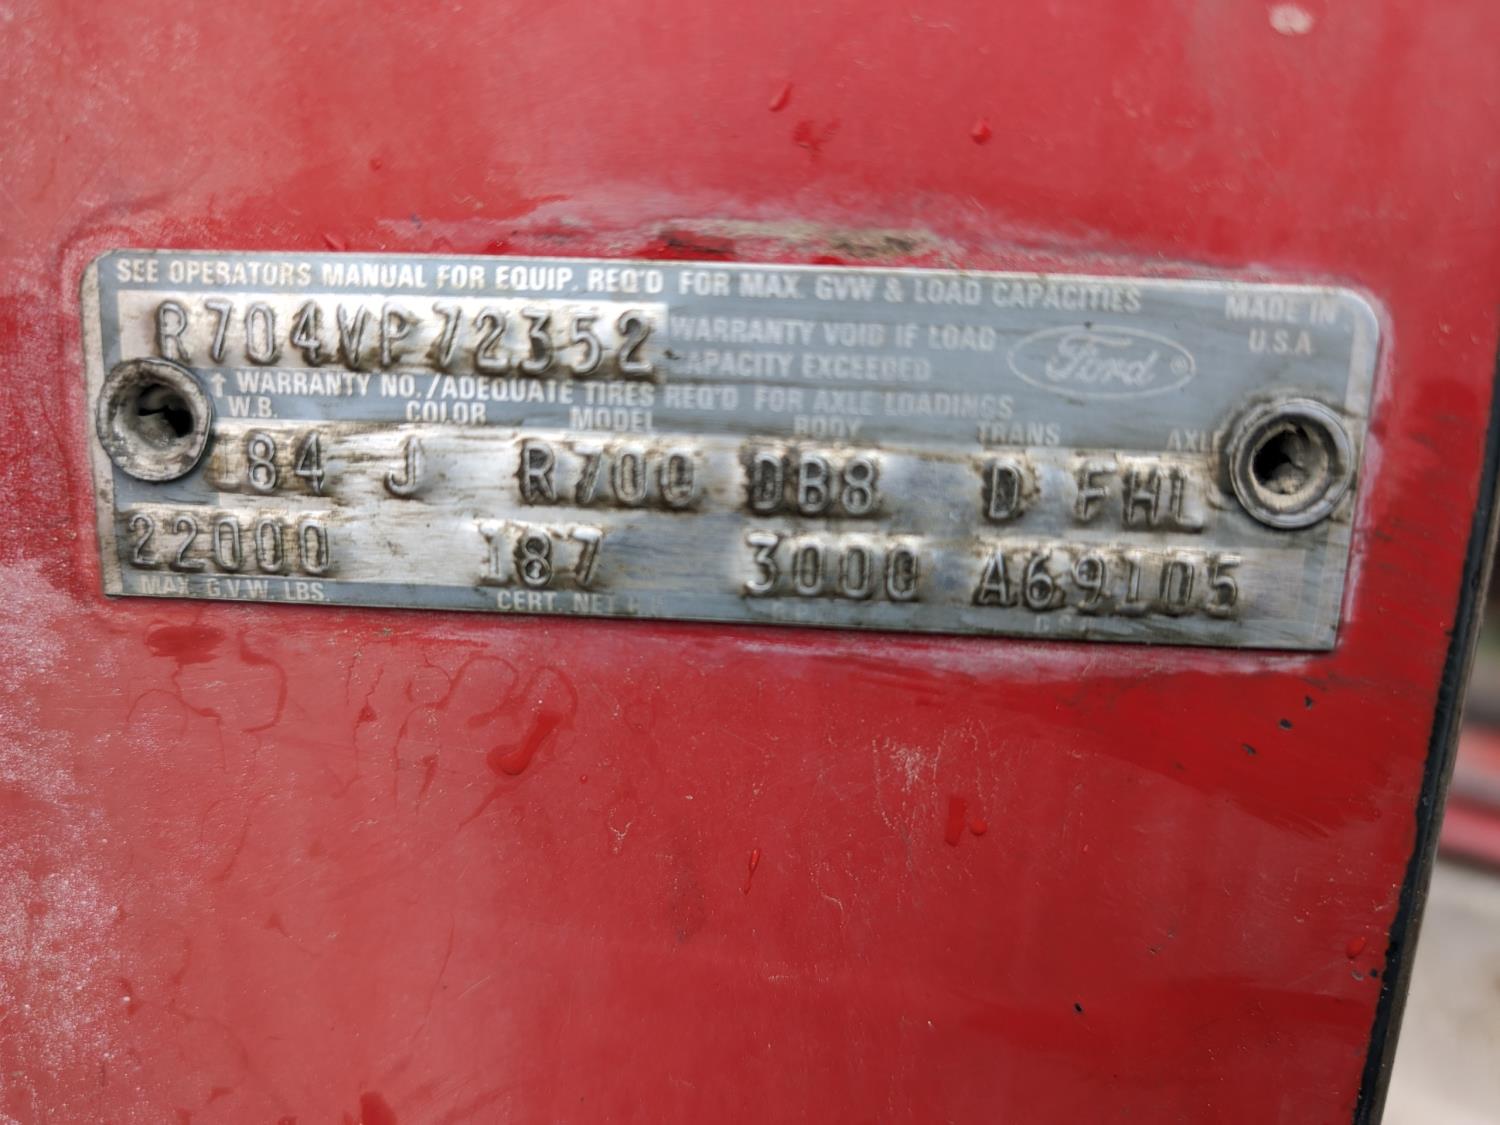 SEE OPERATORS MANUAL FOR EQUIP. REQ'D FOR MAX. GVW & LOAD CAPACITIES
MADE IN
U.S.A
R704VP72352
WARRANTY VOID IF LOAD
CAPACITY EXCEEDED
Ford
↑ WARRANTY NO./ADEQUATE TIRES REQ'D FOR AXLE LOADINGS
W.B. COLOR MODEL BODY TRANS AXLE
184 J R700 DB8 D FHL
22000 187 3000 A69105
MAX. G.V.W. LBS. CERT. NET